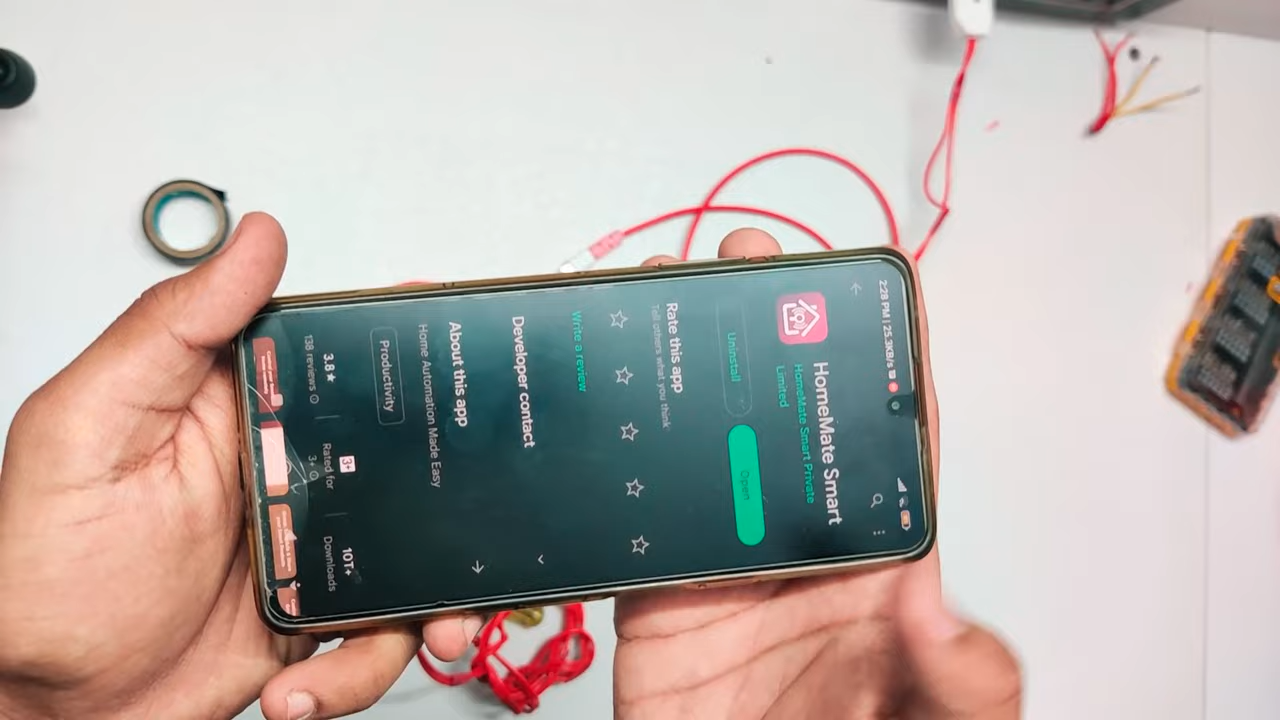 2:28 PM | 25.3KB/s
HomeMate Smart
HomeMate Smart Private
Limited
Uninstall
Open
Rate this app
Tell others what you think
Write a review
Developer contact
About this app
Home Automation Made Easy
Productivity
3.8★
138 reviews
3+
Rated for
3+
10T+
Downloads